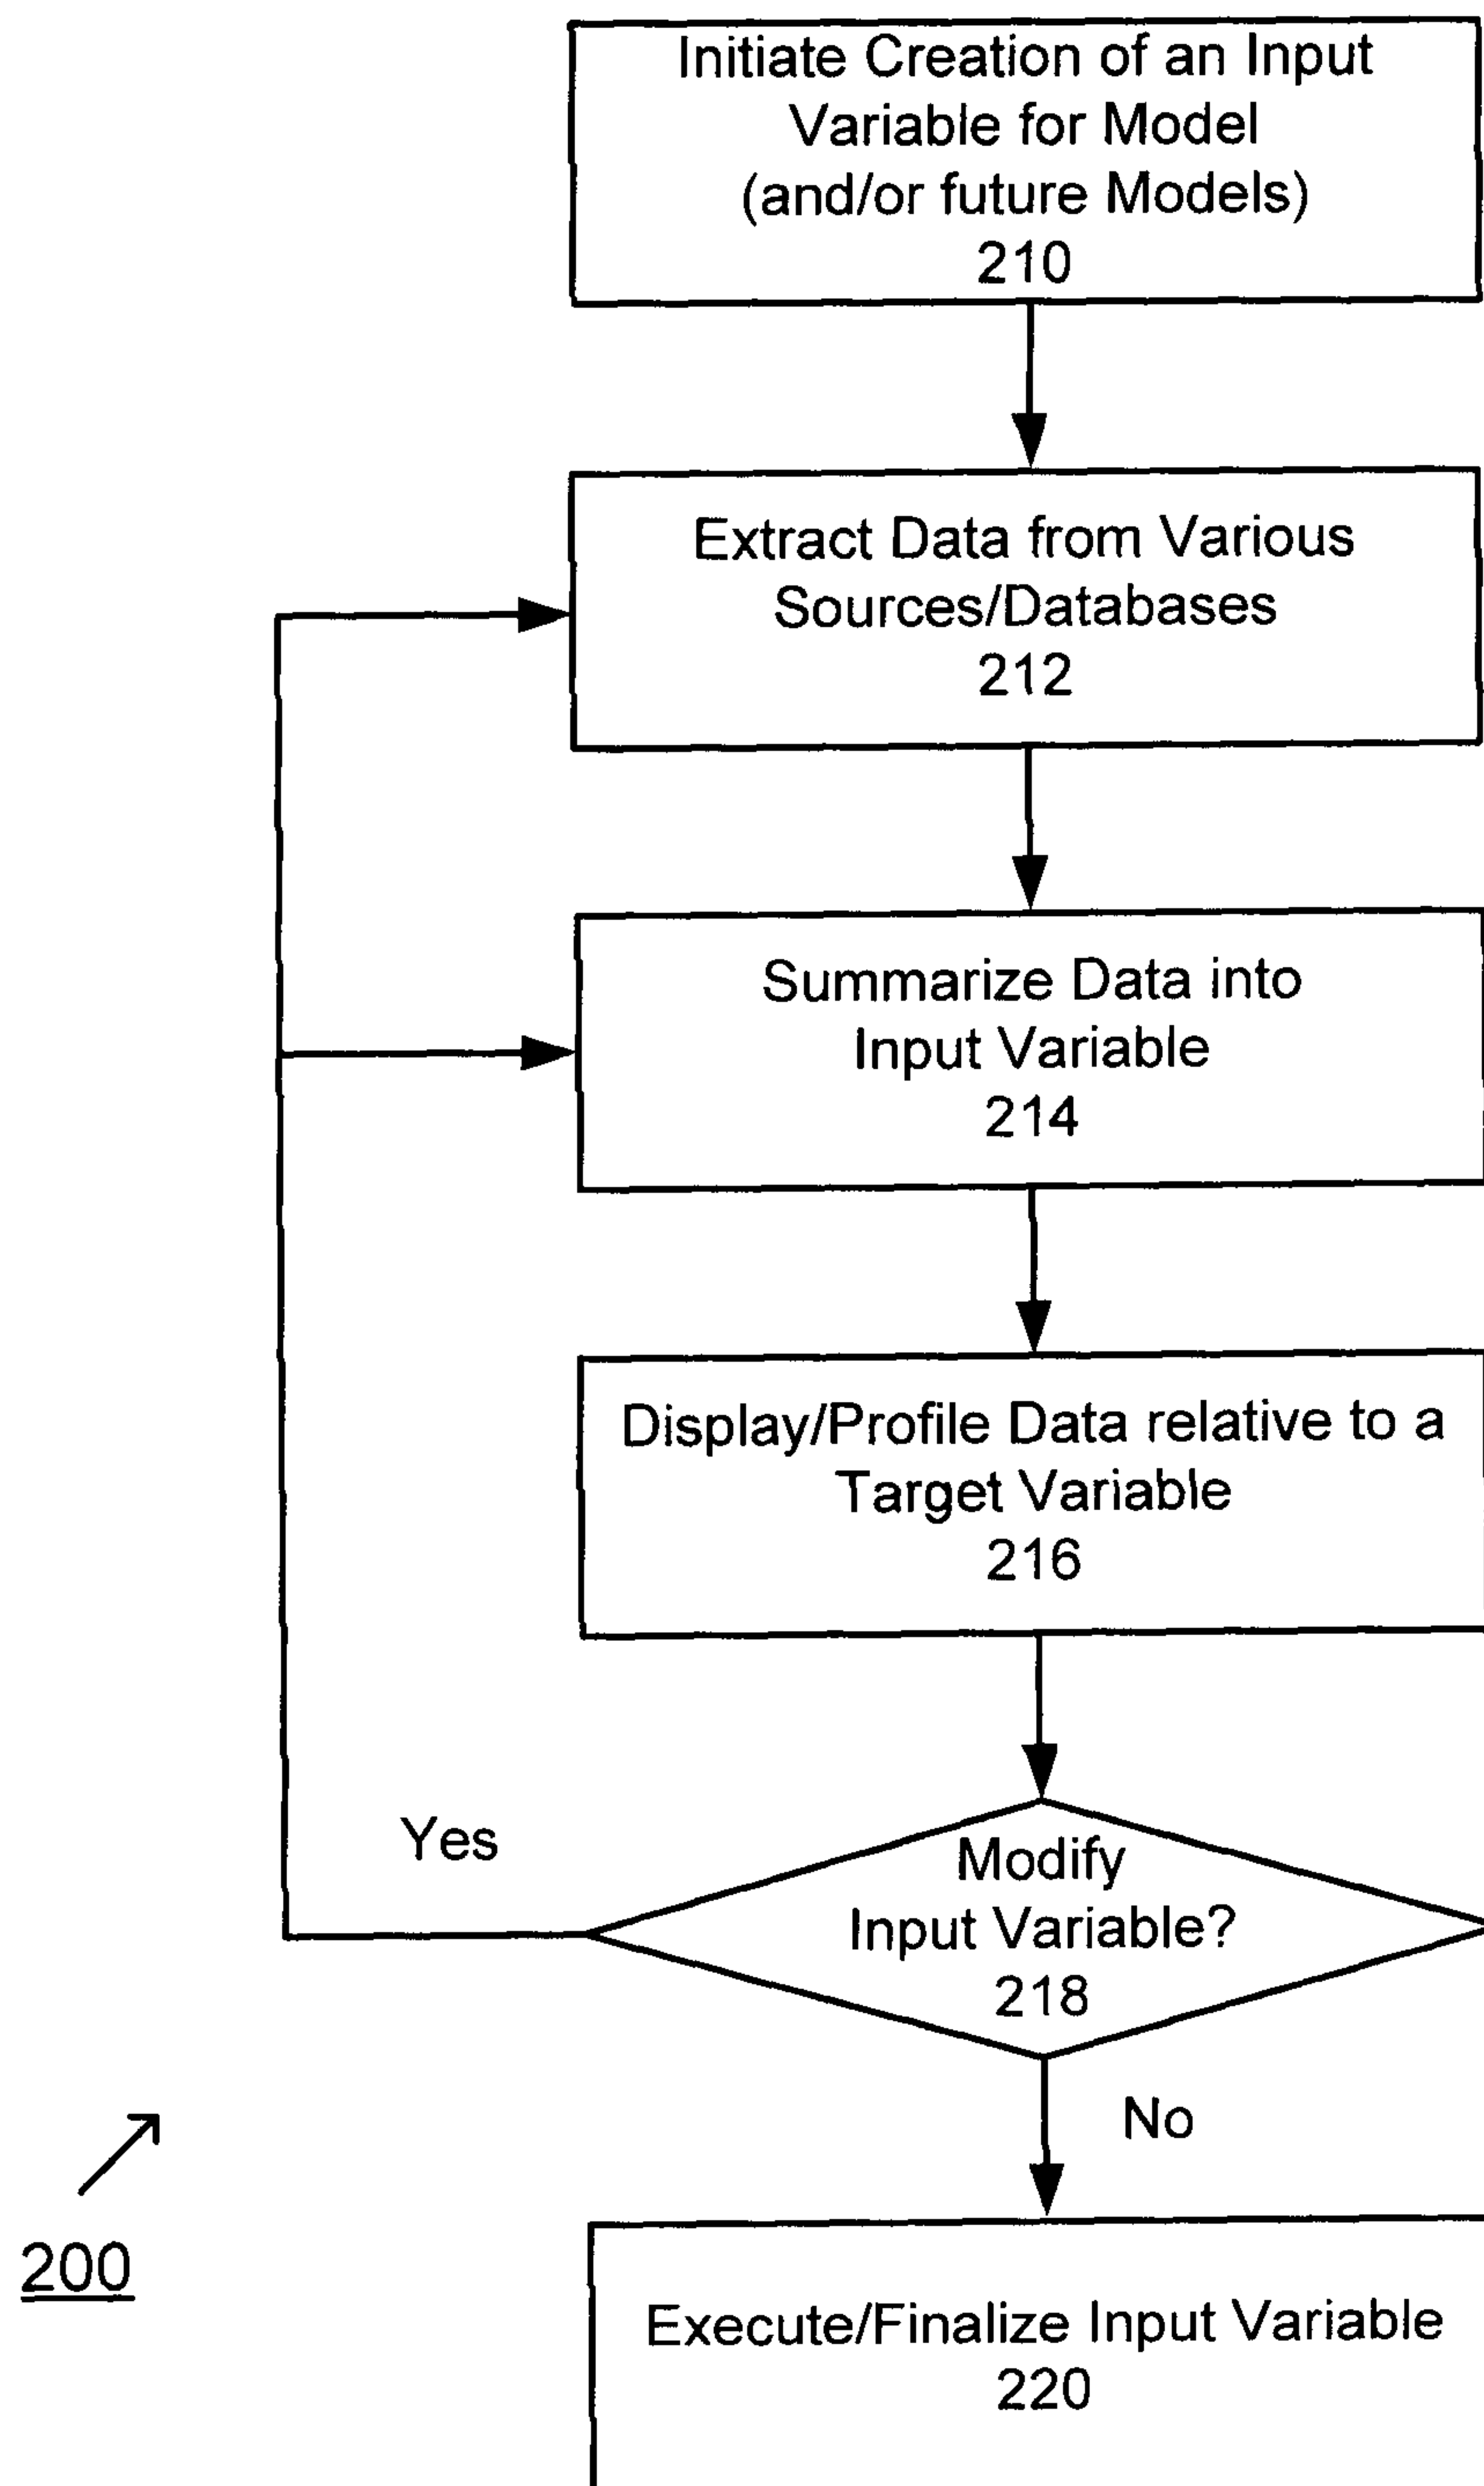 Initiate Creation of an Input
Variable for Model
(and/or future Models)
210
Extract Data from Various
Sources/Databases
212
Summarize Data into
Input Variable
214
Display/Profile Data relative to a
Target Variable
216
Yes
Modify
Input Variable?
218
No
200
Execute/Finalize Input Variable
220